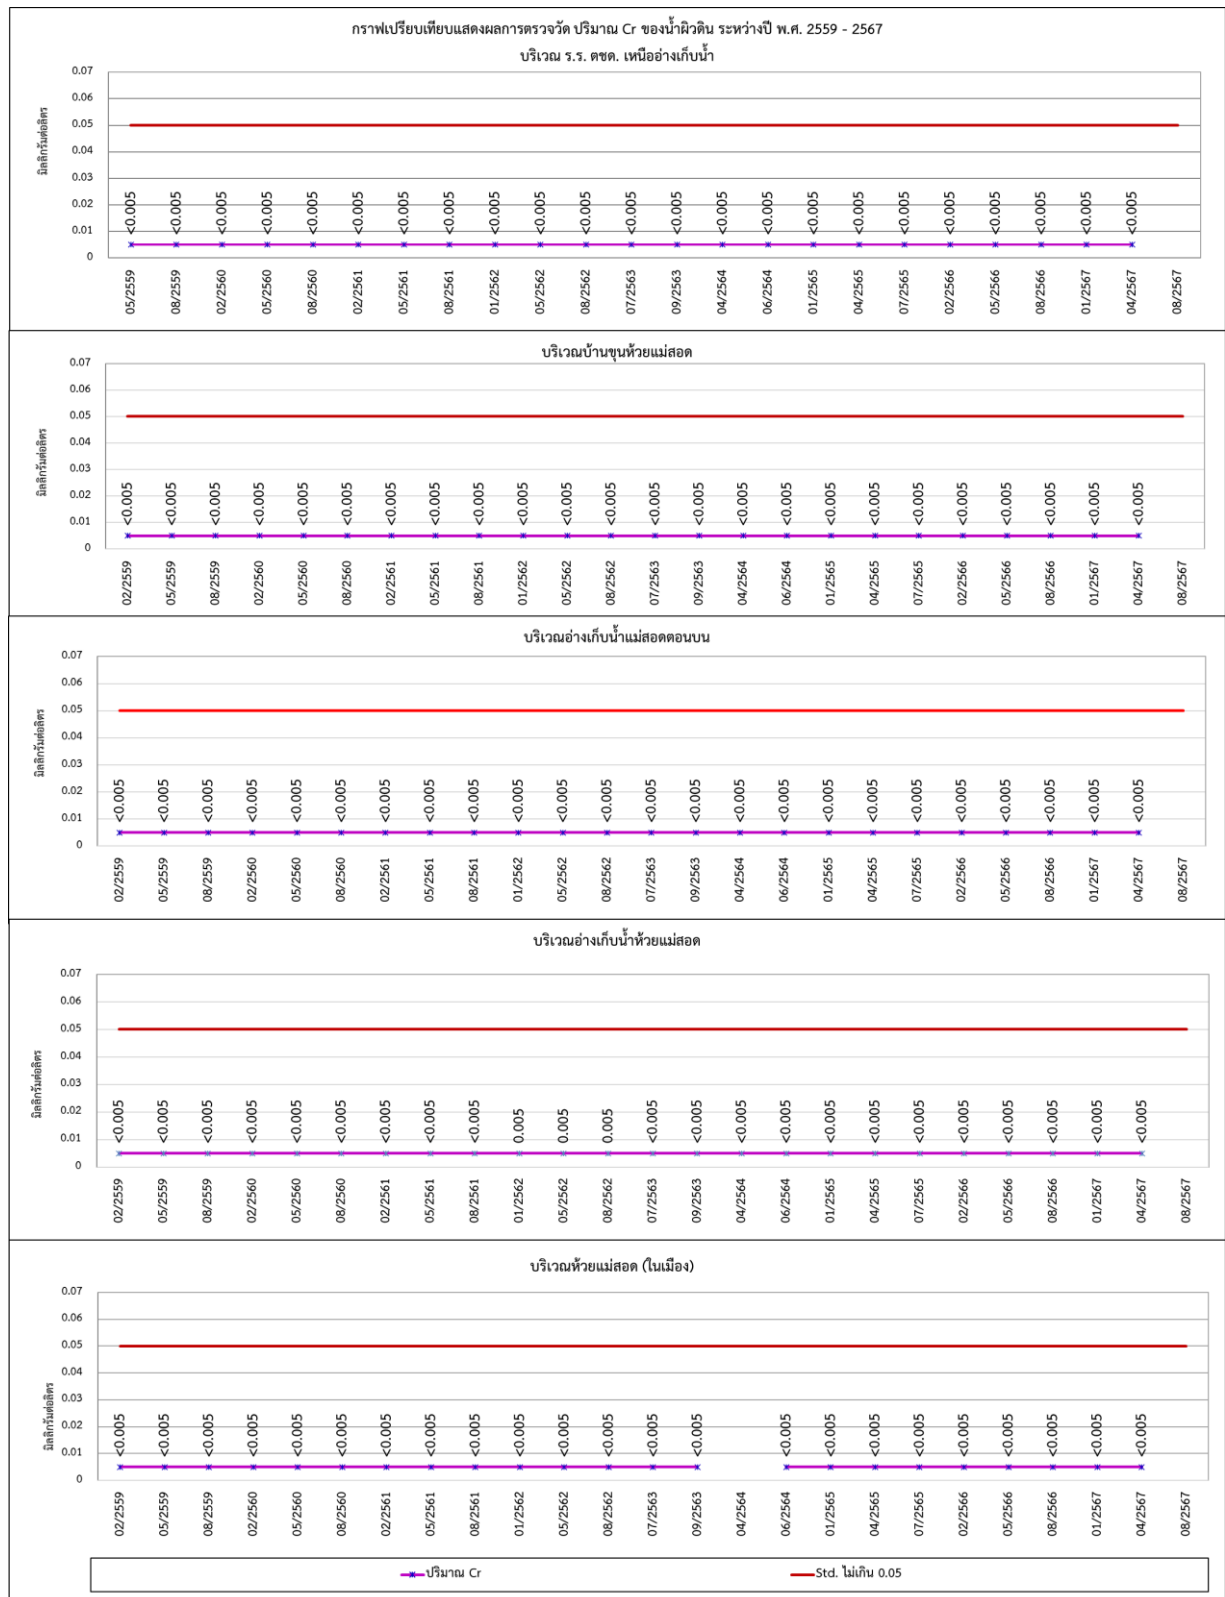 กราฟเปรียบเทียบแสดงผลการตรวจวัด ปริมาณ Cr ของน้ำผิวดิน ระหว่างปี พ.ศ. 2559 - 2567
บริเวณ ร.ร. ตชด. เหนืออ่างเก็บน้ำ
มิลลิกรัมต่อลิตร
0.07
0.06
0.05
0.04
0.03
0.02
0.01
0
<0.005 <0.005 <0.005 <0.005 <0.005 <0.005 <0.005 <0.005 <0.005 <0.005 <0.005 <0.005 <0.005 <0.005 <0.005 <0.005 <0.005 <0.005 <0.005 <0.005 <0.005 <0.005 <0.005
05/2559 08/2559 02/2560 05/2560 08/2560 02/2561 05/2561 08/2561 01/2562 05/2562 08/2562 07/2563 09/2563 04/2564 06/2564 01/2565 04/2565 07/2565 02/2566 05/2566 08/2566 01/2567 04/2567 08/2567
บริเวณบ้านขุนห้วยแม่สอด
มิลลิกรัมต่อลิตร
0.07
0.06
0.05
0.04
0.03
0.02
0.01
0
<0.005 <0.005 <0.005 <0.005 <0.005 <0.005 <0.005 <0.005 <0.005 <0.005 <0.005 <0.005 <0.005 <0.005 <0.005 <0.005 <0.005 <0.005 <0.005 <0.005 <0.005 <0.005 <0.005 <0.005
02/2559 05/2559 08/2559 02/2560 05/2560 08/2560 02/2561 05/2561 08/2561 01/2562 05/2562 08/2562 07/2563 09/2563 04/2564 06/2564 01/2565 04/2565 07/2565 02/2566 05/2566 08/2566 01/2567 04/2567 08/2567
บริเวณอ่างเก็บน้ำแม่สอดตอนบน
มิลลิกรัมต่อลิตร
0.07
0.06
0.05
0.04
0.03
0.02
0.01
0
<0.005 <0.005 <0.005 <0.005 <0.005 <0.005 <0.005 <0.005 <0.005 <0.005 <0.005 <0.005 <0.005 <0.005 <0.005 <0.005 <0.005 <0.005 <0.005 <0.005 <0.005 <0.005 <0.005 <0.005
02/2559 05/2559 08/2559 02/2560 05/2560 08/2560 02/2561 05/2561 08/2561 01/2562 05/2562 08/2562 07/2563 09/2563 04/2564 06/2564 01/2565 04/2565 07/2565 02/2566 05/2566 08/2566 01/2567 04/2567 08/2567
บริเวณอ่างเก็บน้ำห้วยแม่สอด
มิลลิกรัมต่อลิตร
0.07
0.06
0.05
0.04
0.03
0.02
0.01
0
<0.005 <0.005 <0.005 <0.005 <0.005 <0.005 <0.005 <0.005 <0.005 0.005 0.005 0.005 <0.005 <0.005 <0.005 <0.005 <0.005 <0.005 <0.005 <0.005 <0.005 <0.005 <0.005 <0.005
02/2559 05/2559 08/2559 02/2560 05/2560 08/2560 02/2561 05/2561 08/2561 01/2562 05/2562 08/2562 07/2563 09/2563 04/2564 06/2564 01/2565 04/2565 07/2565 02/2566 05/2566 08/2566 01/2567 04/2567 08/2567
บริเวณห้วยแม่สอด (ในเมือง)
มิลลิกรัมต่อลิตร
0.07
0.06
0.05
0.04
0.03
0.02
0.01
0
<0.005 <0.005 <0.005 <0.005 <0.005 <0.005 <0.005 <0.005 <0.005 <0.005 <0.005 <0.005 <0.005 <0.005 <0.005 <0.005 <0.005 <0.005 <0.005 <0.005 <0.005 <0.005 <0.005
02/2559 05/2559 08/2559 02/2560 05/2560 08/2560 02/2561 05/2561 08/2561 01/2562 05/2562 08/2562 07/2563 09/2563 04/2564 06/2564 01/2565 04/2565 07/2565 02/2566 05/2566 08/2566 01/2567 04/2567 08/2567
ปริมาณ Cr Std. ไม่เกิน 0.05